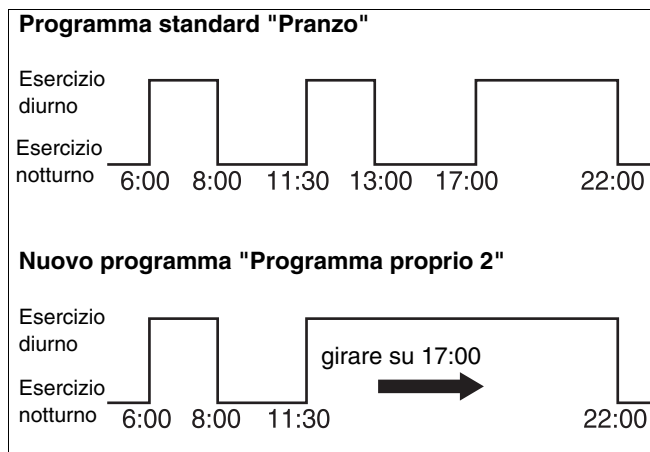 Programma standard "Pranzo"
Esercizio
diurno
Esercizio
notturno
6:00 8:00 11:30 13:00 17:00 22:00
Nuovo programma "Programma proprio 2"
Esercizio
diurno
girare su 17:00
Esercizio
notturno
6:00 8:00 11:30 22:00